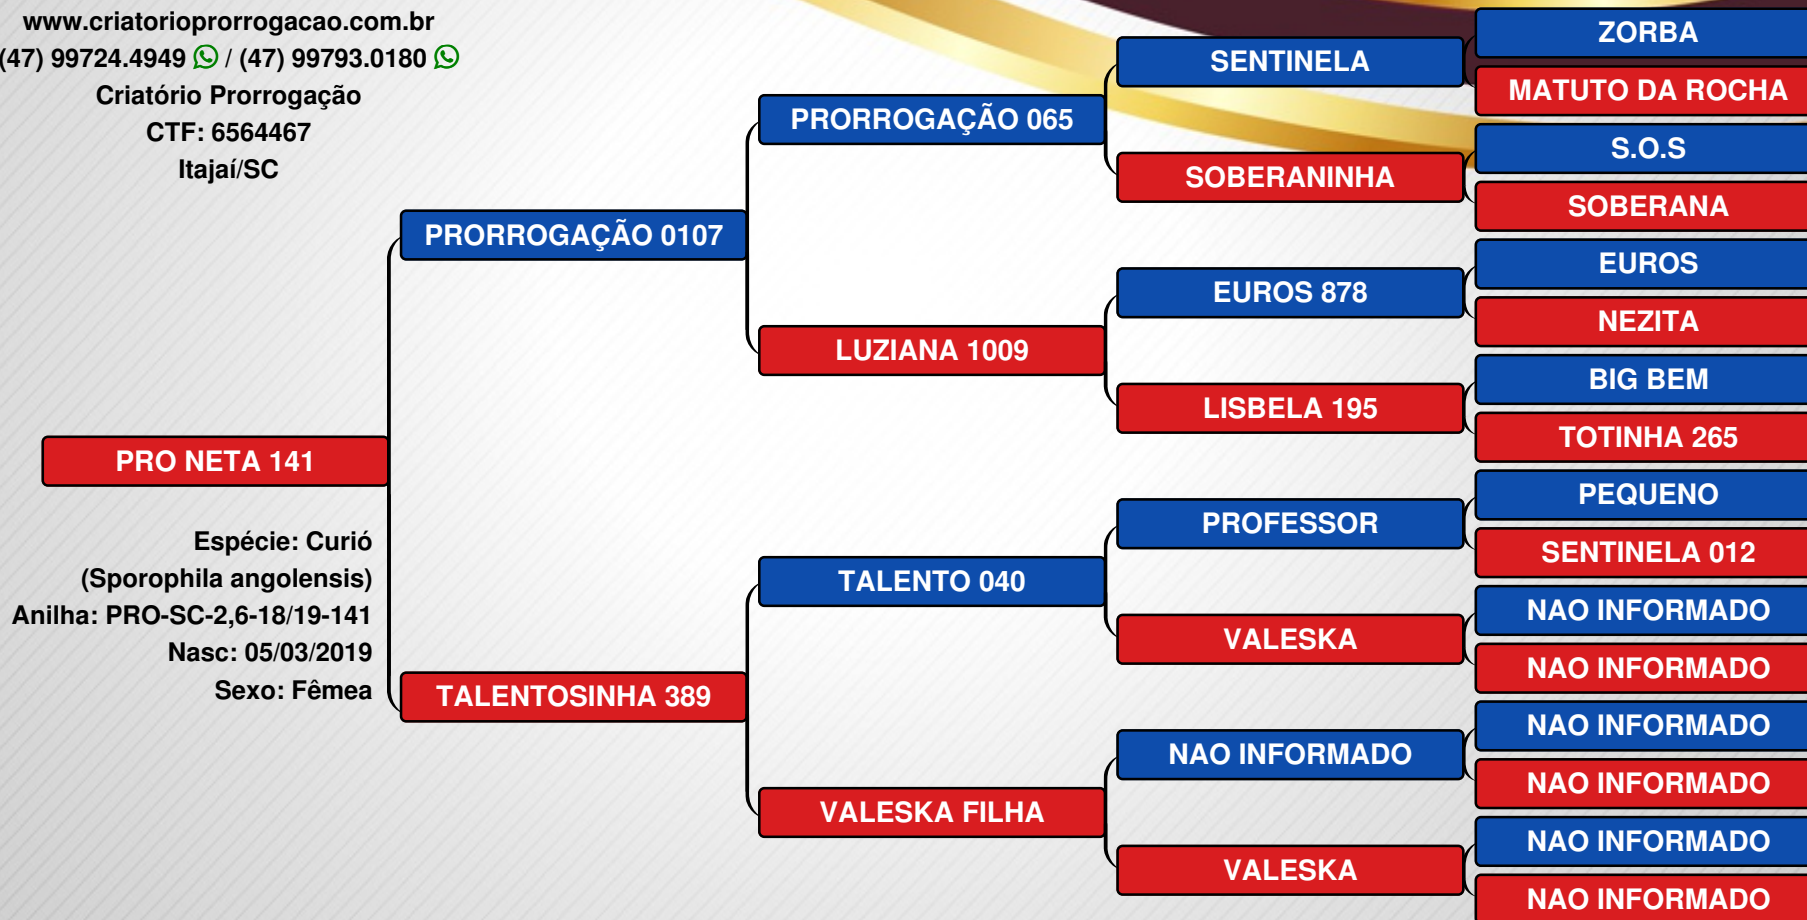 www.criatorioprorrogacao.com.br
(47) 99724.4949 / (47) 99793.0180
Criatório Prorrogação
CTF: 6564467
Itajaí/SC
PRO NETA 141
Espécie: Curió
(Sporophila angolensis)
Anilha: PRO-SC-2,6-18/19-141
Nasc: 05/03/2019
Sexo: Fêmea
PRORROGAÇÃO 0107
TALENTOSINHA 389
PRORROGAÇÃO 065
LUZIANA 1009
TALENTO 040
VALESKA FILHA
SENTINELA
SOBERANINHA
EUROS 878
LISBELA 195
PROFESSOR
VALESKA
NAO INFORMADO
VALESKA
ZORBA
MATUTO DA ROCHA
S.O.S
SOBERANA
EUROS
NEZITA
BIG BEM
TOTINHA 265
PEQUENO
SENTINELA 012
NAO INFORMADO
NAO INFORMADO
NAO INFORMADO
NAO INFORMADO
NAO INFORMADO
NAO INFORMADO